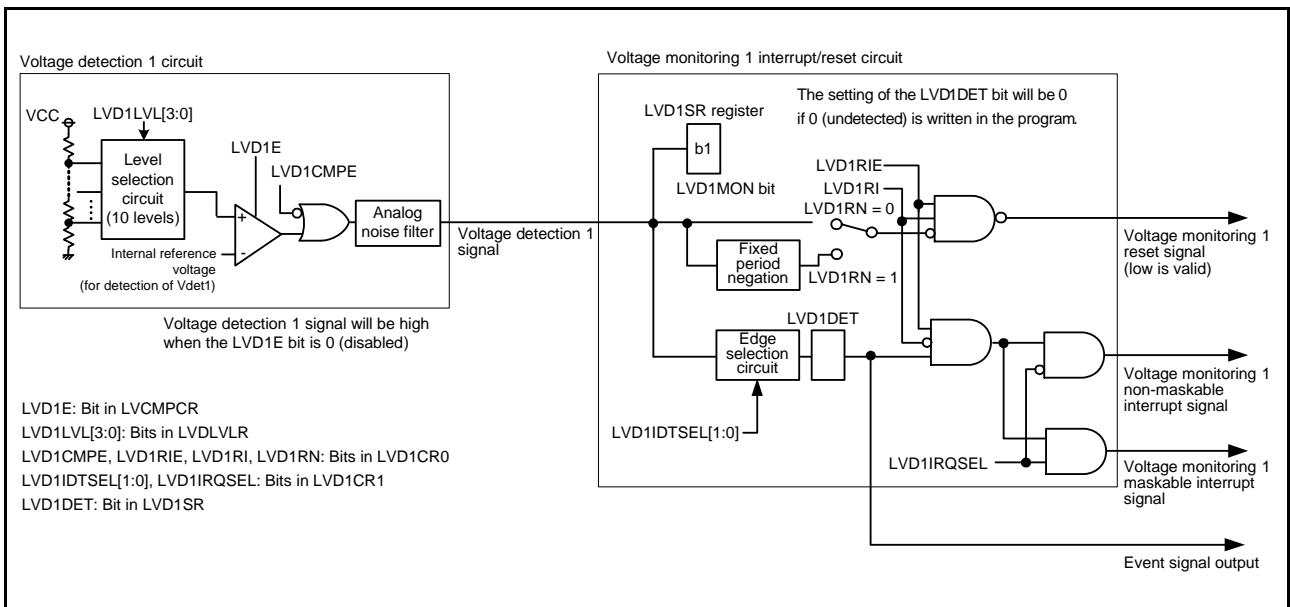 Voltage detection 1 circuit
VCC
LVD1LVL[3:0]
Level
selection
circuit
(10 levels)
LVD1E
LVD1CMPE
+
-
Analog
noise filter
Internal reference
voltage
(for detection of Vdet1)
Voltage detection 1
signal
Voltage detection 1 signal will be high
when the LVD1E bit is 0 (disabled)
Voltage monitoring 1 interrupt/reset circuit
The setting of the LVD1DET bit will be 0
if 0 (undetected) is written in the program.
LVD1SR register
b1
LVD1MON bit
LVD1RIE
LVD1RI
LVD1RN = 0
Fixed
period
negation
LVD1RN = 1
Voltage monitoring 1
reset signal
(low is valid)
LVD1DET
Edge
selection
circuit
LVD1IDTSEL[1:0]
LVD1IRQSEL
Voltage monitoring 1
non-maskable
interrupt signal
Voltage monitoring 1
maskable interrupt
signal
Event signal output
LVD1E: Bit in LVCMPCR
LVD1LVL[3:0]: Bits in LVDLVLR
LVD1CMPE, LVD1RIE, LVD1RI, LVD1RN: Bits in LVD1CR0
LVD1IDTSEL[1:0], LVD1IRQSEL: Bits in LVD1CR1
LVD1DET: Bit in LVD1SR